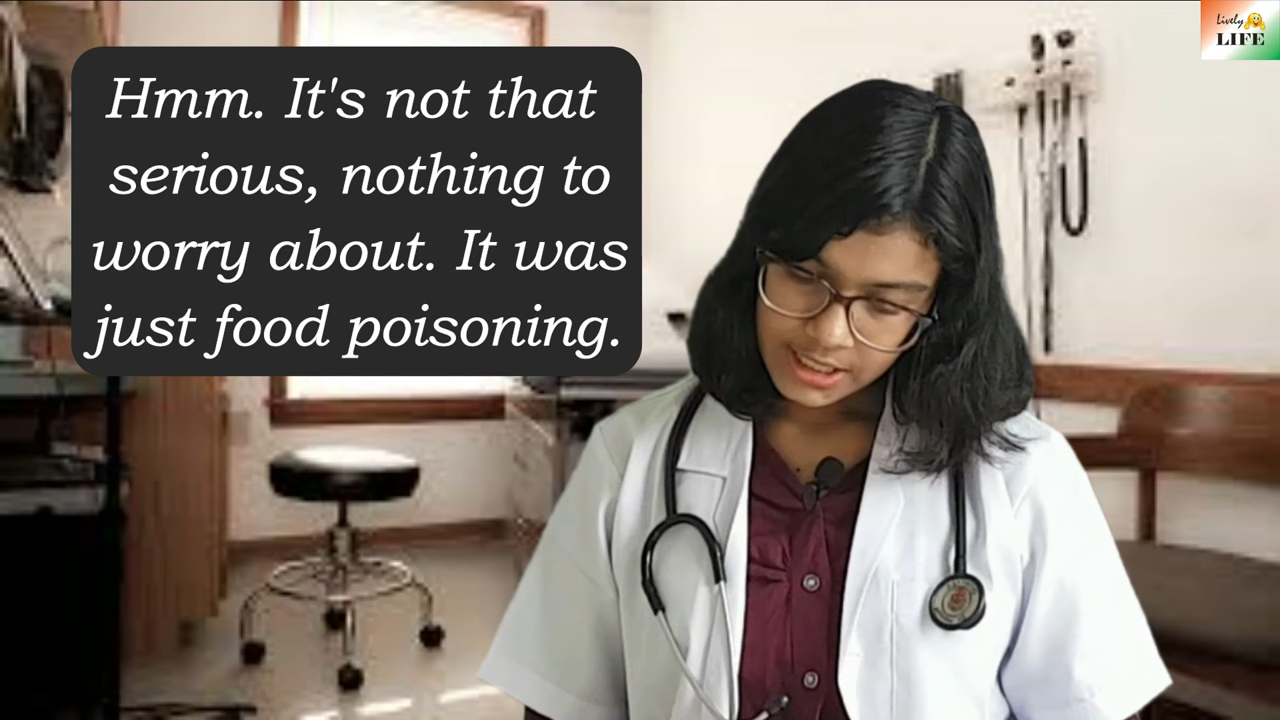 Hmm. It's not that
serious, nothing to
worry about. It was
just food poisoning.
Lively
LIFE